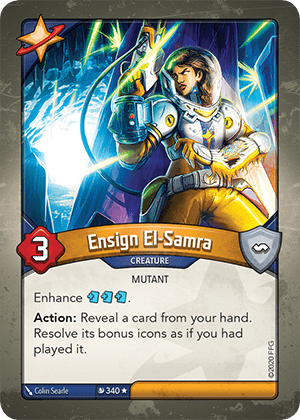 Ensign El-Samra
3
CREATURE
MUTANT
Enhance .
Action: Reveal a card from your hand.
Resolve its bonus icons as if you had
played it.
Colin Searle
340
©2020 FFG